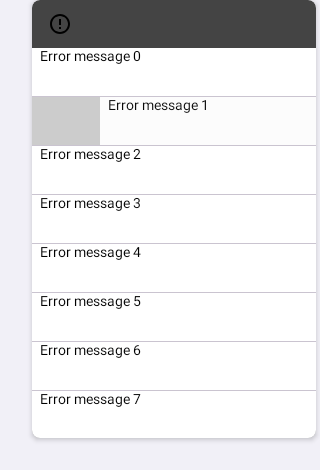 Error message 0
Error message 1
Error message 2
Error message 3
Error message 4
Error message 5
Error message 6
Error message 7